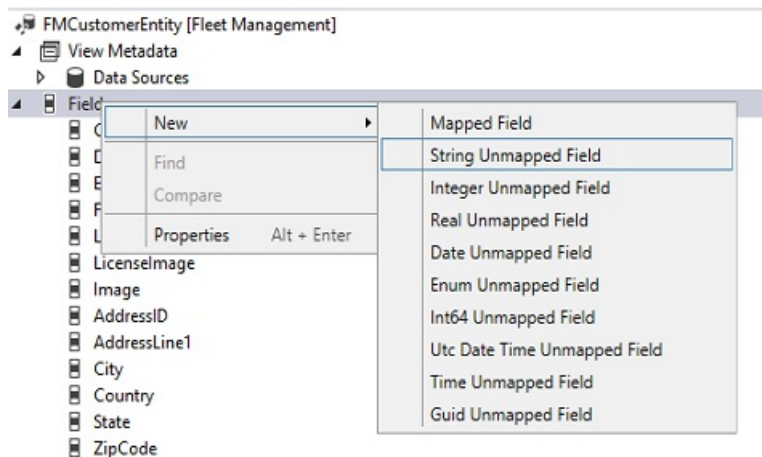 FMCustomerEntity [Fleet Management]
View Metadata
Data Sources
Field
New
Find
Compare
Properties Alt + Enter
Mapped Field
String Unmapped Field
Integer Unmapped Field
Real Unmapped Field
Date Unmapped Field
Enum Unmapped Field
Int64 Unmapped Field
Utc Date Time Unmapped Field
Time Unmapped Field
Guid Unmapped Field
LicenseImage
Image
AddressID
AddressLine1
City
Country
State
ZipCode